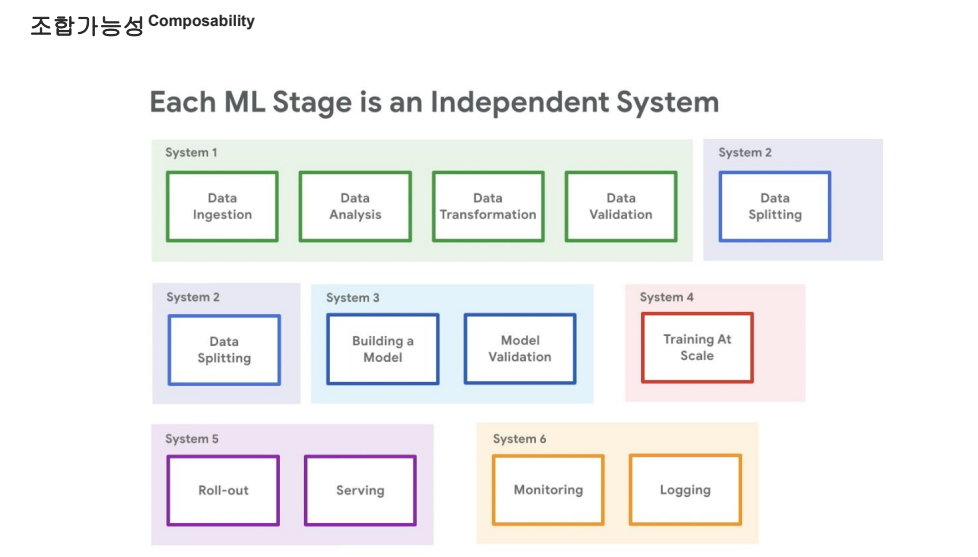 조합가능성 Composability
Each ML Stage is an Independent System
System 1
Data
Ingestion
Data
Analysis
Data
Transformation
Data
Validation
System 2
Data
Splitting
System 2
Data
Splitting
System 3
Building a
Model
Model
Validation
System 4
Training At
Scale
System 5
Roll-out
Serving
System 6
Monitoring
Logging